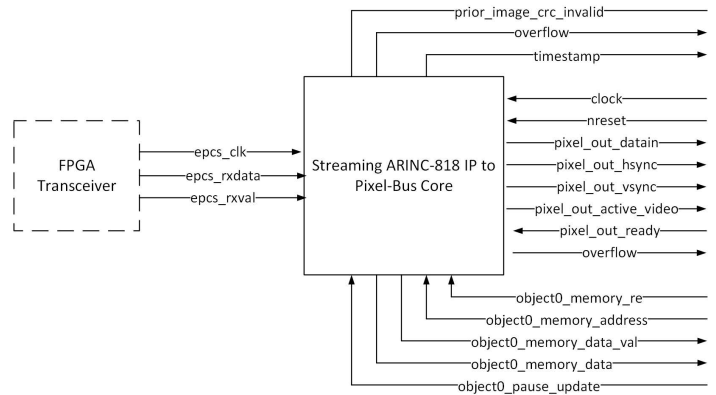 prior_image_crc_invalid
overflow
timestamp
clock
nreset
pixel_out_datain
pixel_out_hsync
pixel_out_vsync
pixel_out_active_video
pixel_out_ready
overflow
FPGA
Transceiver
epcs_clk
epcs_rxdata
epcs_rxval
Streaming ARINC-818 IP to
Pixel-Bus Core
object0_memory_re
object0_memory_address
object0_memory_data_val
object0_memory_data
object0_pause_update